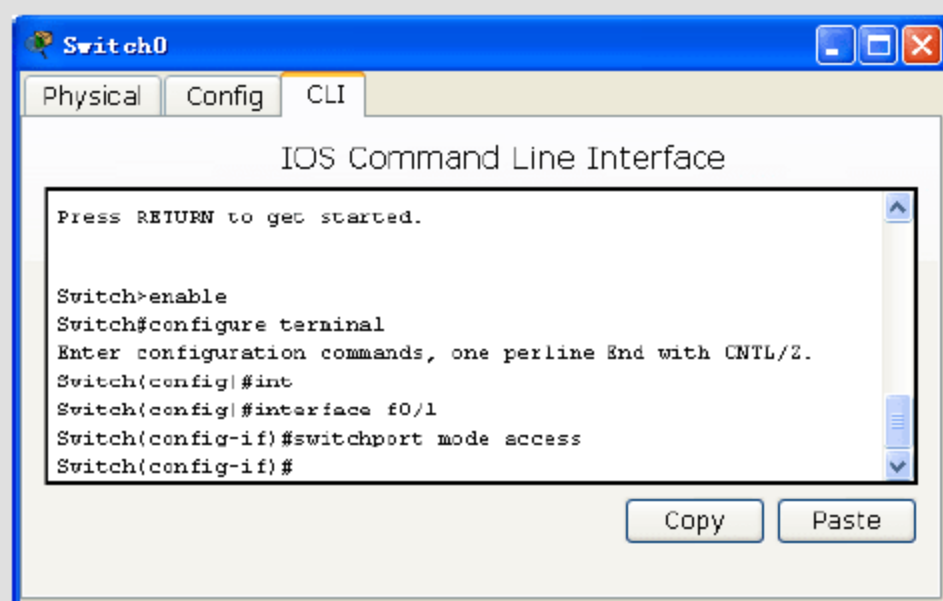 Switch0
Physical Config CLI
IOS Command Line Interface
Press RETURN to get started.
Switch>enable
Switch#configure terminal
Enter configuration commands, one perline End with CNTL/Z.
Switch(config)#int
Switch(config)#interface f0/1
Switch(config-if)#switchport mode access
Switch(config-if)#
Copy Paste